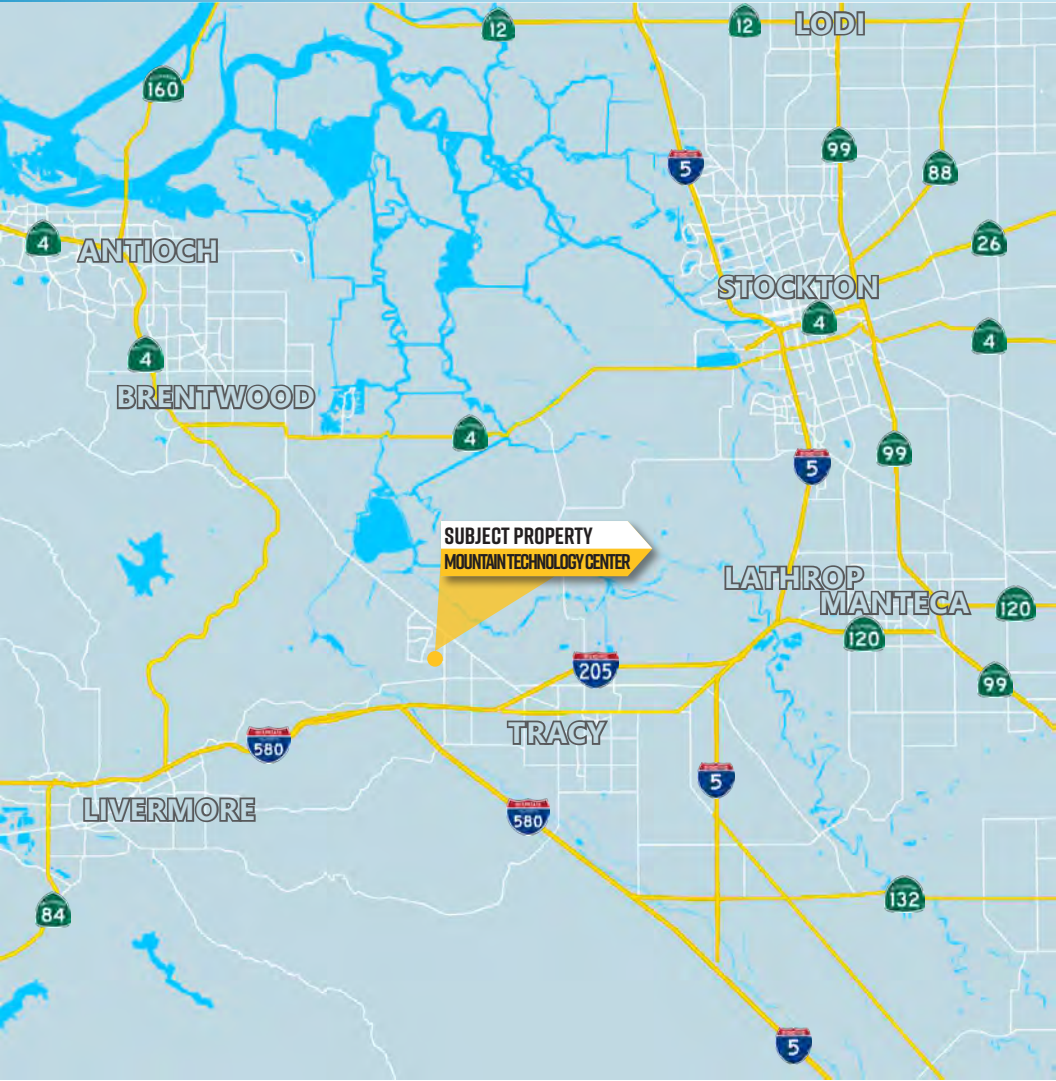 12
12
LODI
160
99
5
88
4
ANTIOCH
26
STOCKTON
4
4
4
BRENTWOOD
4
99
5
SUBJECT PROPERTY
MOUNTAIN TECHNOLOGY CENTER
LATHROP
MANTECA
120
120
205
99
TRACY
580
5
LIVERMORE
580
132
84
5